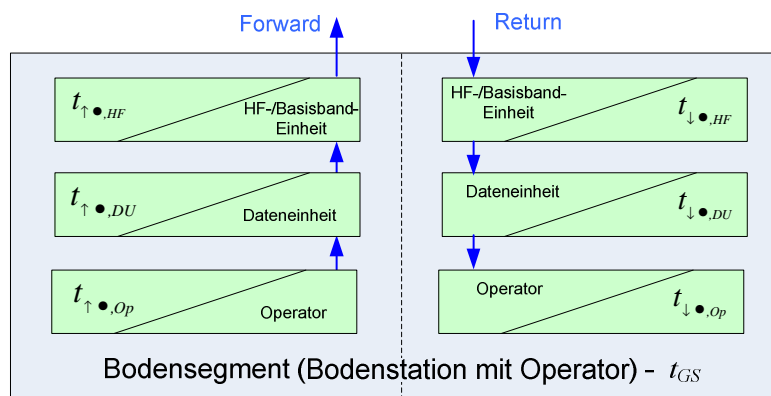 Forward
Return
t↑●,HF
HF-/Basisband-
Einheit
HF-/Basisband-
Einheit
t↓●,HF
t↑●,DU
Dateneinheit
Dateneinheit
t↓●,DU
t↑●,Op
Operator
Operator
t↓●,Op
Bodensegment (Bodenstation mit Operator) - tGS